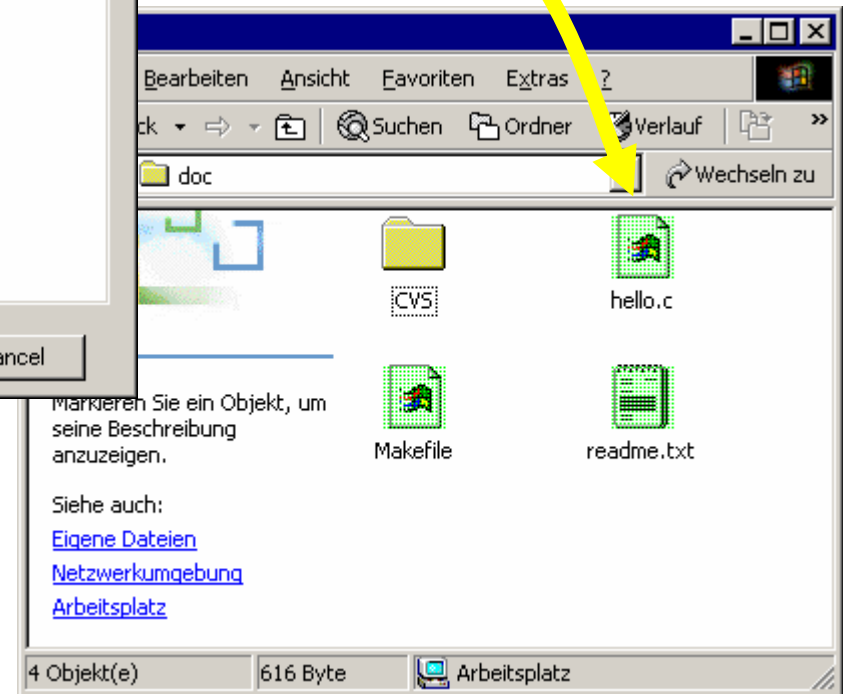 Bearbeiten Ansicht Favoriten Extras ?
ck Suchen Ordner Verlauf »
doc Wechseln zu
CVS hello.c
ancel
Markieren Sie ein Objekt, um
seine Beschreibung
anzuzeigen.
Makefile readme.txt
Siehe auch:
Eigene Dateien
Netzwerkumgebung
Arbeitsplatz
4 Objekt(e) 616 Byte Arbeitsplatz